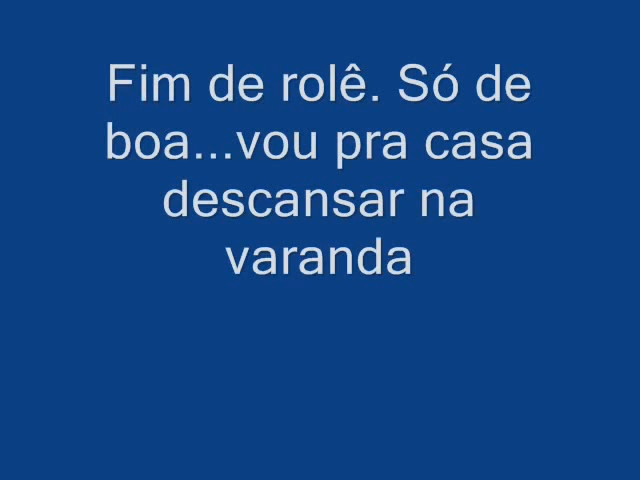 Fim de rolê. Só de
boa...vou pra casa
descansar na
varanda